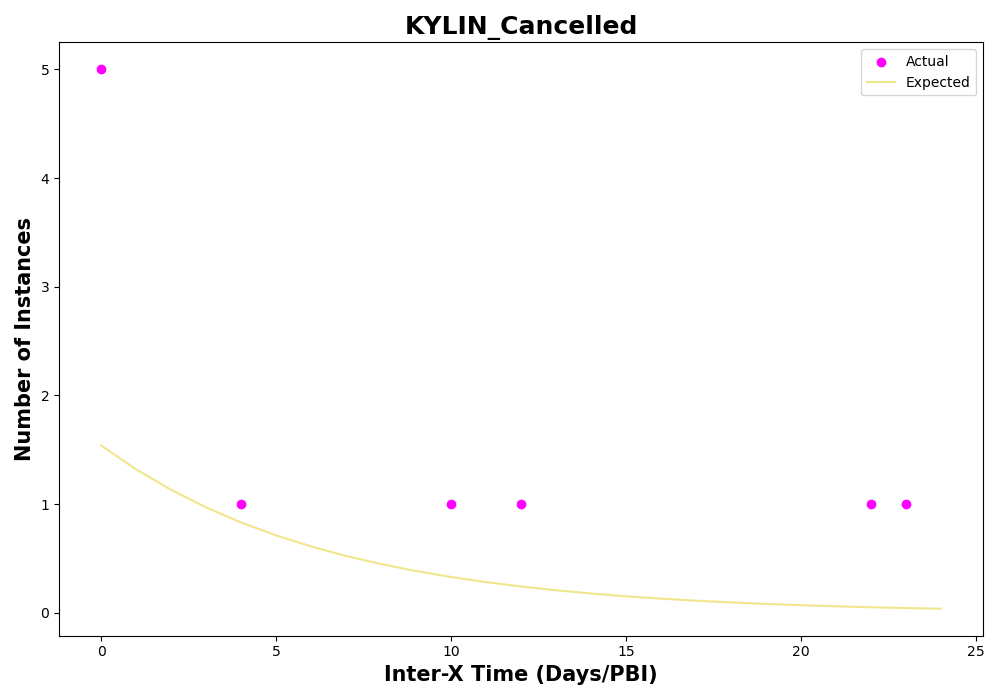 KYLIN_Cancelled
Actual
Expected
Number of Instances
5
4
3
2
1
0
0 5 10 15 20 25
Inter-X Time (Days/PBI)